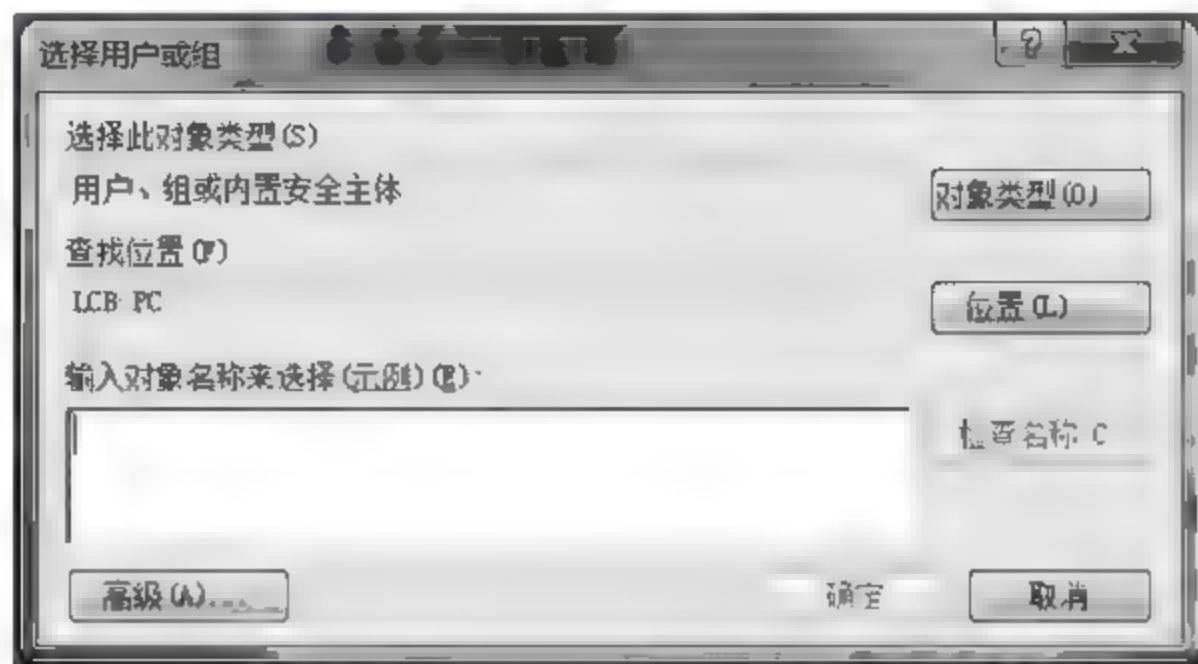 选择用户或组
选择此对象类型(S)
用户、组或内置安全主体
对象类型(O)
查找位置(F)
LCB-PC
位置(L)
输入对象名称来选择(示例)(E):
检查名称 C
高级(A)...
确定
取消